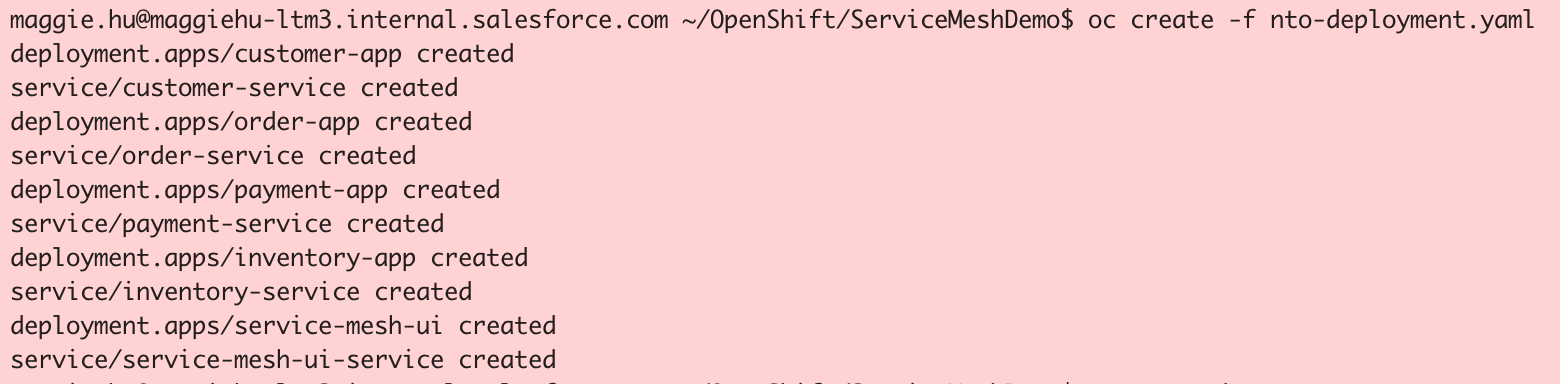 maggie.hu@maggiehu-ltm3.internal.salesforce.com ~/OpenShift/ServiceMeshDemo$ oc create -f nto-deployment.yaml
deployment.apps/customer-app created
service/customer-service created
deployment.apps/order-app created
service/order-service created
deployment.apps/payment-app created
service/payment-service created
deployment.apps/inventory-app created
service/inventory-service created
deployment.apps/service-mesh-ui created
service/service-mesh-ui-service created